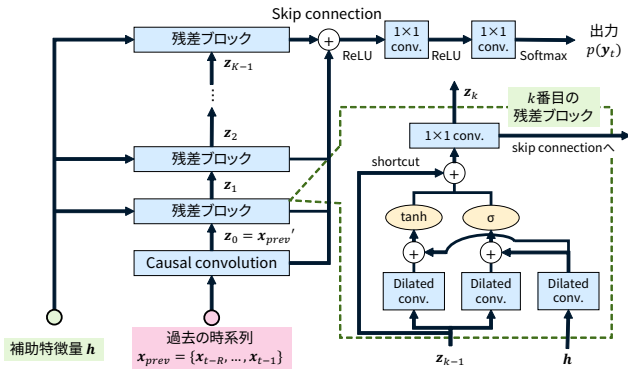 Skip connection
残差ブロック
+
ReLU
1×1
conv.
ReLU
1×1
conv.
Softmax
出力
p(y_t)
z_{K−1}
⋮
z_2
残差ブロック
z_1
残差ブロック
z_0 = x_{prev}′
Causal convolution
補助特徴量 h
過去の時系列
x_{prev} = {x_{t−R}, …, x_{t−1}}
k番目の
残差ブロック
z_k
1×1 conv.
skip connectionへ
shortcut
+
tanh
σ
+
+
Dilated
conv.
Dilated
conv.
Dilated
conv.
z_{k−1}
h